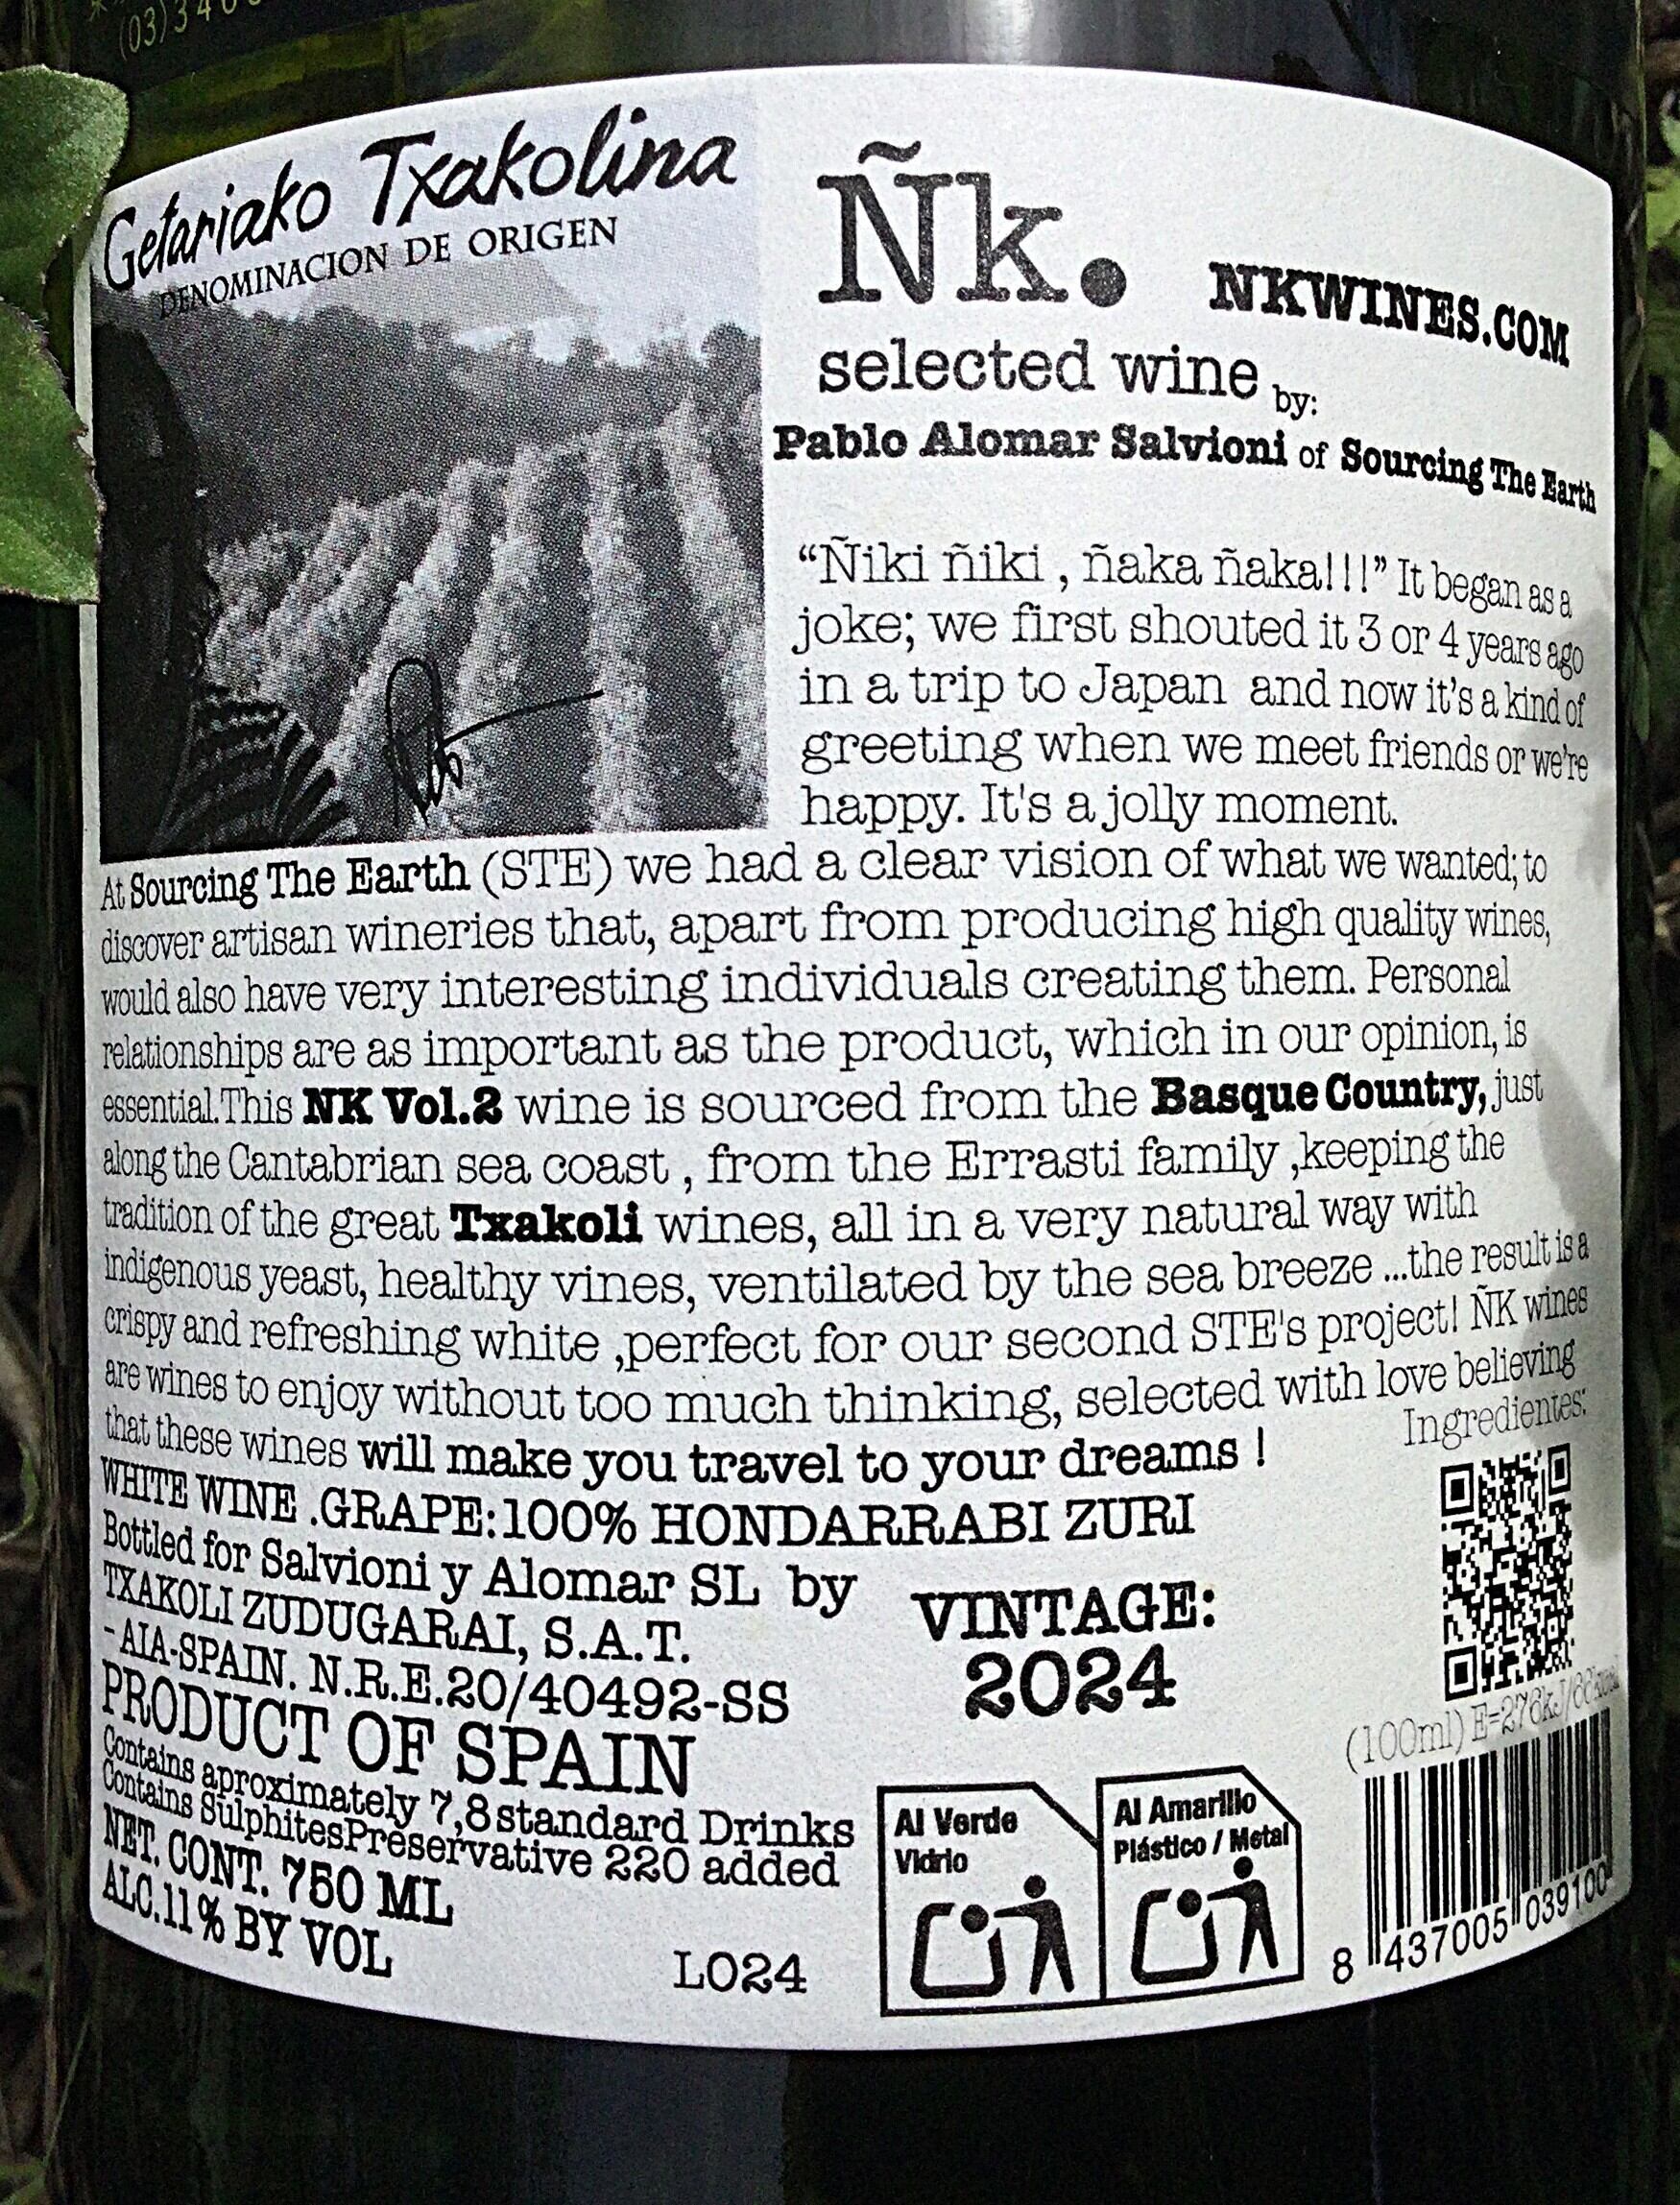 (03)340
Getariako Txakolina
DENOMINACION DE ORIGEN
Ñk.
NKWINES.COM
selected wine by:
Pablo Alomar Salvioni of Sourcing The Earth
“Ñiki ñiki , ñaka ñaka!!!” It began as a
joke; we first shouted it 3 or 4 years ago
in a trip to Japan and now it's a kind of
greeting when we meet friends or we're
happy. It's a jolly moment.
At Sourcing The Earth (STE) we had a clear vision of what we wanted; to
discover artisan wineries that, apart from producing high quality wines,
would also have very interesting individuals creating them. Personal
relationships are as important as the product, which in our opinion, is
essential.This NK Vol.2 wine is sourced from the Basque Country, just
along the Cantabrian sea coast , from the Errasti family ,keeping the
tradition of the great Txakoli wines, all in a very natural way with
indigenous yeast, healthy vines, ventilated by the sea breeze ...the result is a
crispy and refreshing white ,perfect for our second STE's project! ÑK wines
are wines to enjoy without too much thinking, selected with love believing
that these wines will make you travel to your dreams !
Ingredientes:
WHITE WINE .GRAPE:100% HONDARRABI ZURI
Bottled for Salvioni y Alomar SL by
TXAKOLI ZUDUGARAI, S.A.T.
-AIA-SPAIN. N.R.E.20/40492-SS
PRODUCT OF SPAIN
Contains aproximately 7,8 standard Drinks
Contains SulphitesPreservative 220 added
NET. CONT. 750 ML
ALC.11% BY VOL
L024
VINTAGE:
2024
Al Verde
Vidrio
Al Amarillo
Plástico / Metal
(100ml) E=276kJ/66kcal
8 437005 039100